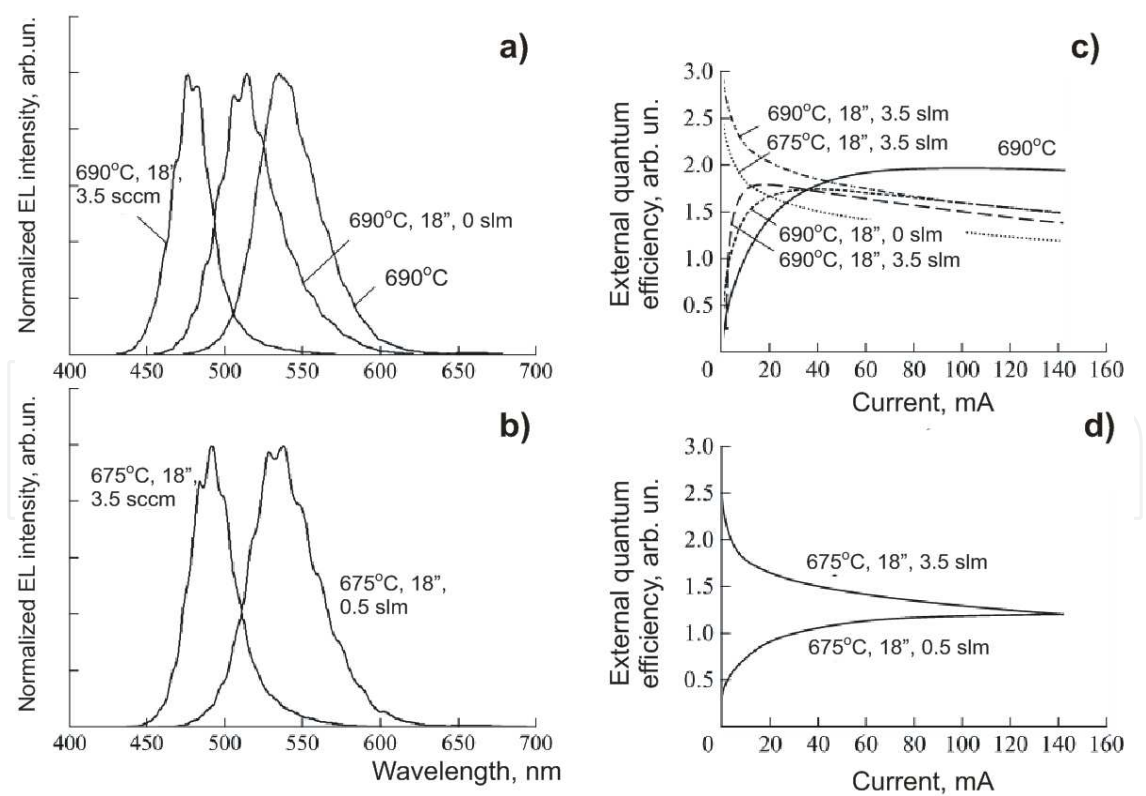 a)
Normalized EL intensity, arb.un.
690°C, 18",
3.5 sccm
690°C, 18", 0 slm
690°C
400 450 500 550 600 650 700
b)
Normalized EL intensity, arb.un.
675°C, 18",
3.5 sccm
675°C, 18",
0.5 slm
400 450 500 550 600 650 700
Wavelength, nm
c)
External quantum
efficiency, arb. un.
3.0
2.5
2.0
1.5
1.0
0.5
690°C, 18", 3.5 slm
675°C, 18", 3.5 slm
690°C
690°C, 18", 0 slm
690°C, 18", 3.5 slm
0 20 40 60 80 100 120 140 160
Current, mA
d)
External quantum
efficiency, arb. un.
3.0
2.5
2.0
1.5
1.0
0.5
675°C, 18", 3.5 slm
675°C, 18", 0.5 slm
0 20 40 60 80 100 120 140 160
Current, mA